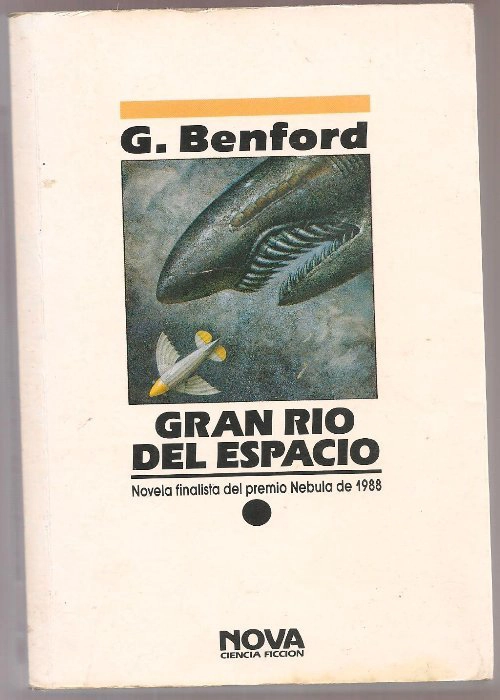 G. Benford
GRAN RIO
DEL ESPACIO
Novela finalista del premio Nebula de 1988
NOVA
CIENCIA FICCION